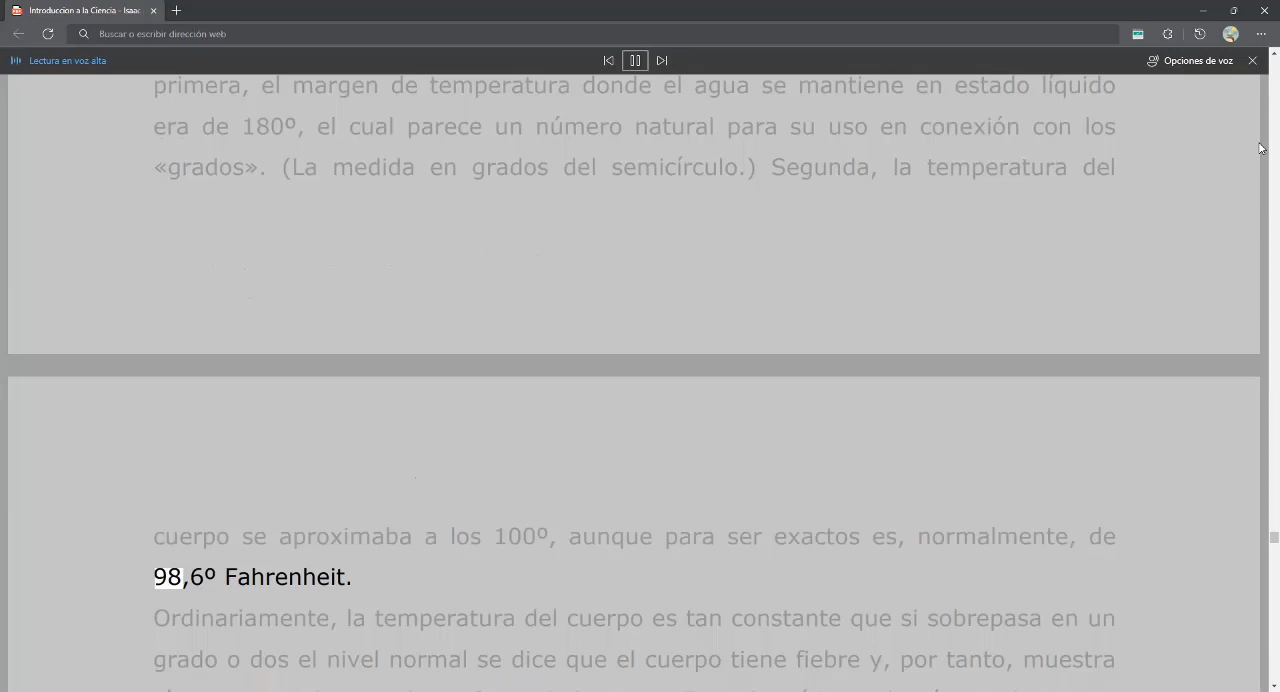 Introduccion a la Ciencia - Isaac
Buscar o escribir dirección web
Lectura en voz alta
Opciones de voz
primera, el margen de temperatura donde el agua se mantiene en estado líquido
era de 180º, el cual parece un número natural para su uso en conexión con los
«grados». (La medida en grados del semicírculo.) Segunda, la temperatura del
cuerpo se aproximaba a los 100º, aunque para ser exactos es, normalmente, de
98,6º Fahrenheit.
Ordinariamente, la temperatura del cuerpo es tan constante que si sobrepasa en un
grado o dos el nivel normal se dice que el cuerpo tiene fiebre y, por tanto, muestra